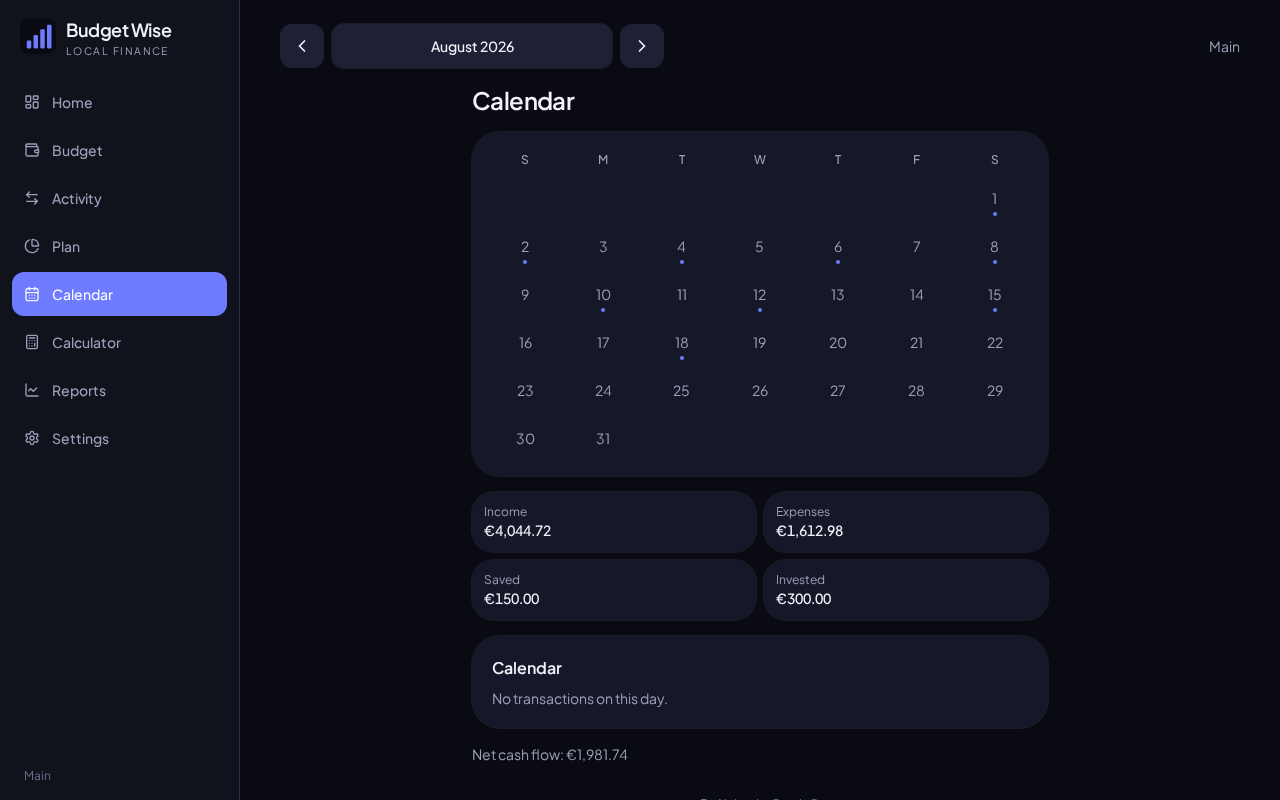 BudgetWise
LOCAL FINANCE
Home
Budget
Activity
Plan
Calendar
Calculator
Reports
Settings
Main
August 2026
Main
Calendar
S M T W T F S
1
2 3 4 5 6 7 8
9 10 11 12 13 14 15
16 17 18 19 20 21 22
23 24 25 26 27 28 29
30 31
Income
€4,044.72
Expenses
€1,612.98
Saved
€150.00
Invested
€300.00
Calendar
No transactions on this day.
Net cash flow: €1,981.74